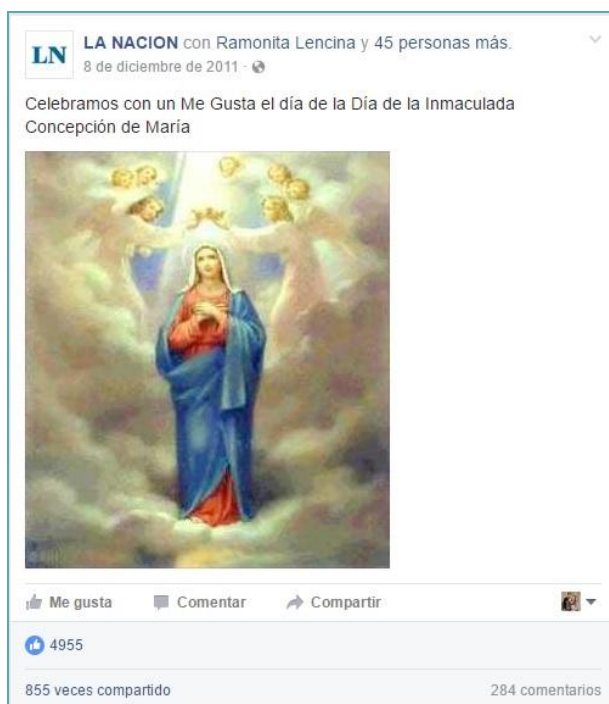 LN
LA NACION con Ramonita Lencina y 45 personas más.
8 de diciembre de 2011 ·
Celebramos con un Me Gusta el día de la Día de la Inmaculada
Concepción de María
Me gusta Comentar Compartir
4955
855 veces compartido 284 comentarios